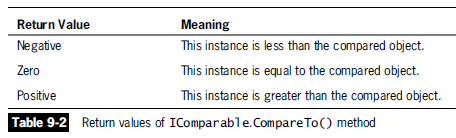 Return Value Meaning
Negative This instance is less than the compared object.
Zero This instance is equal to the compared object.
Positive This instance is greater than the compared object.
Table 9-2 Return values of IComparable.CompareTo() method